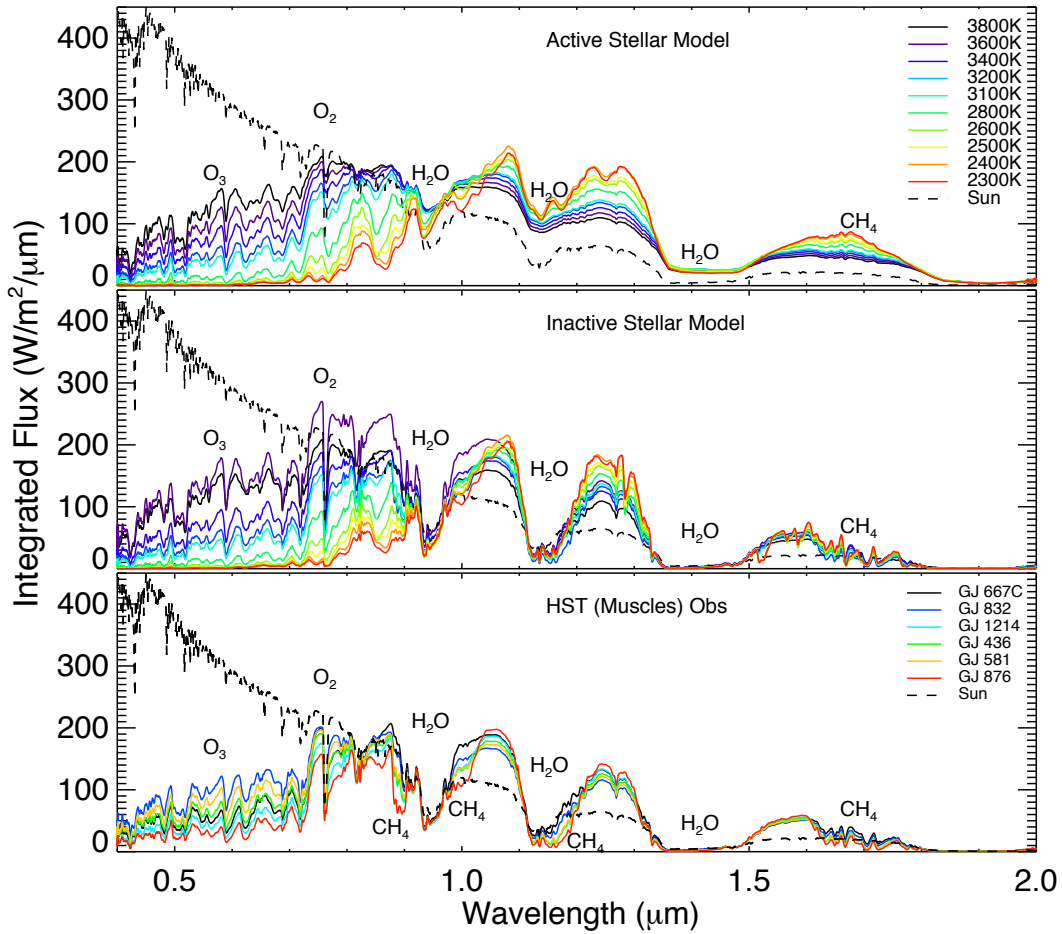 Integrated Flux (W/m²/μm)
400
300
200
100
0
Active Stellar Model
O₃
O₂
H₂O
H₂O
H₂O
CH₄
3800K
3600K
3400K
3200K
3100K
2800K
2600K
2500K
2400K
2300K
Sun
400
300
200
100
0
Inactive Stellar Model
O₃
O₂
H₂O
H₂O
H₂O
CH₄
400
300
200
100
0
HST (Muscles) Obs
O₃
O₂
H₂O
H₂O
H₂O
CH₄
CH₄
CH₄
CH₄
GJ 667C
GJ 832
GJ 1214
GJ 436
GJ 581
GJ 876
Sun
0.5 1.0 1.5 2.0
Wavelength (μm)